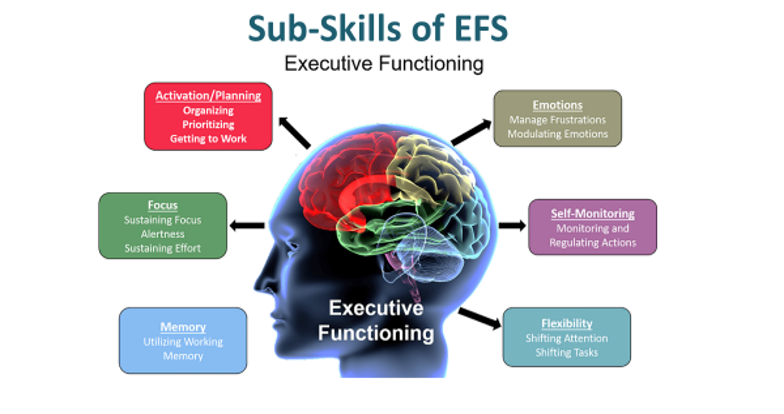 Sub-Skills of EFS
Executive Functioning
Activation/Planning
Organizing
Prioritizing
Getting to Work
Emotions
Manage Frustrations
Modulating Emotions
Focus
Sustaining Focus
Alertness
Sustaining Effort
Self-Monitoring
Monitoring and
Regulating Actions
Memory
Utilizing Working
Memory
Executive
Functioning
Flexibility
Shifting Attention
Shifting Tasks